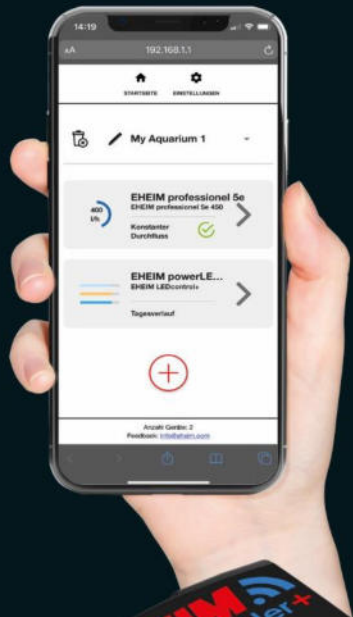 14:19
AA
192.168.1.1
STARTSEITE
EINSTELLUNGEN
My Aquarium 1
400
l/h
EHEIM professionel 5e
EHEIM professionel 5e 450
Konstanter
Durchfluss
EHEIM powerLE...
EHEIM LEDcontrol+
Tagesverlauf
Anzahl Geräte: 2
Feedback: info@eheim.com